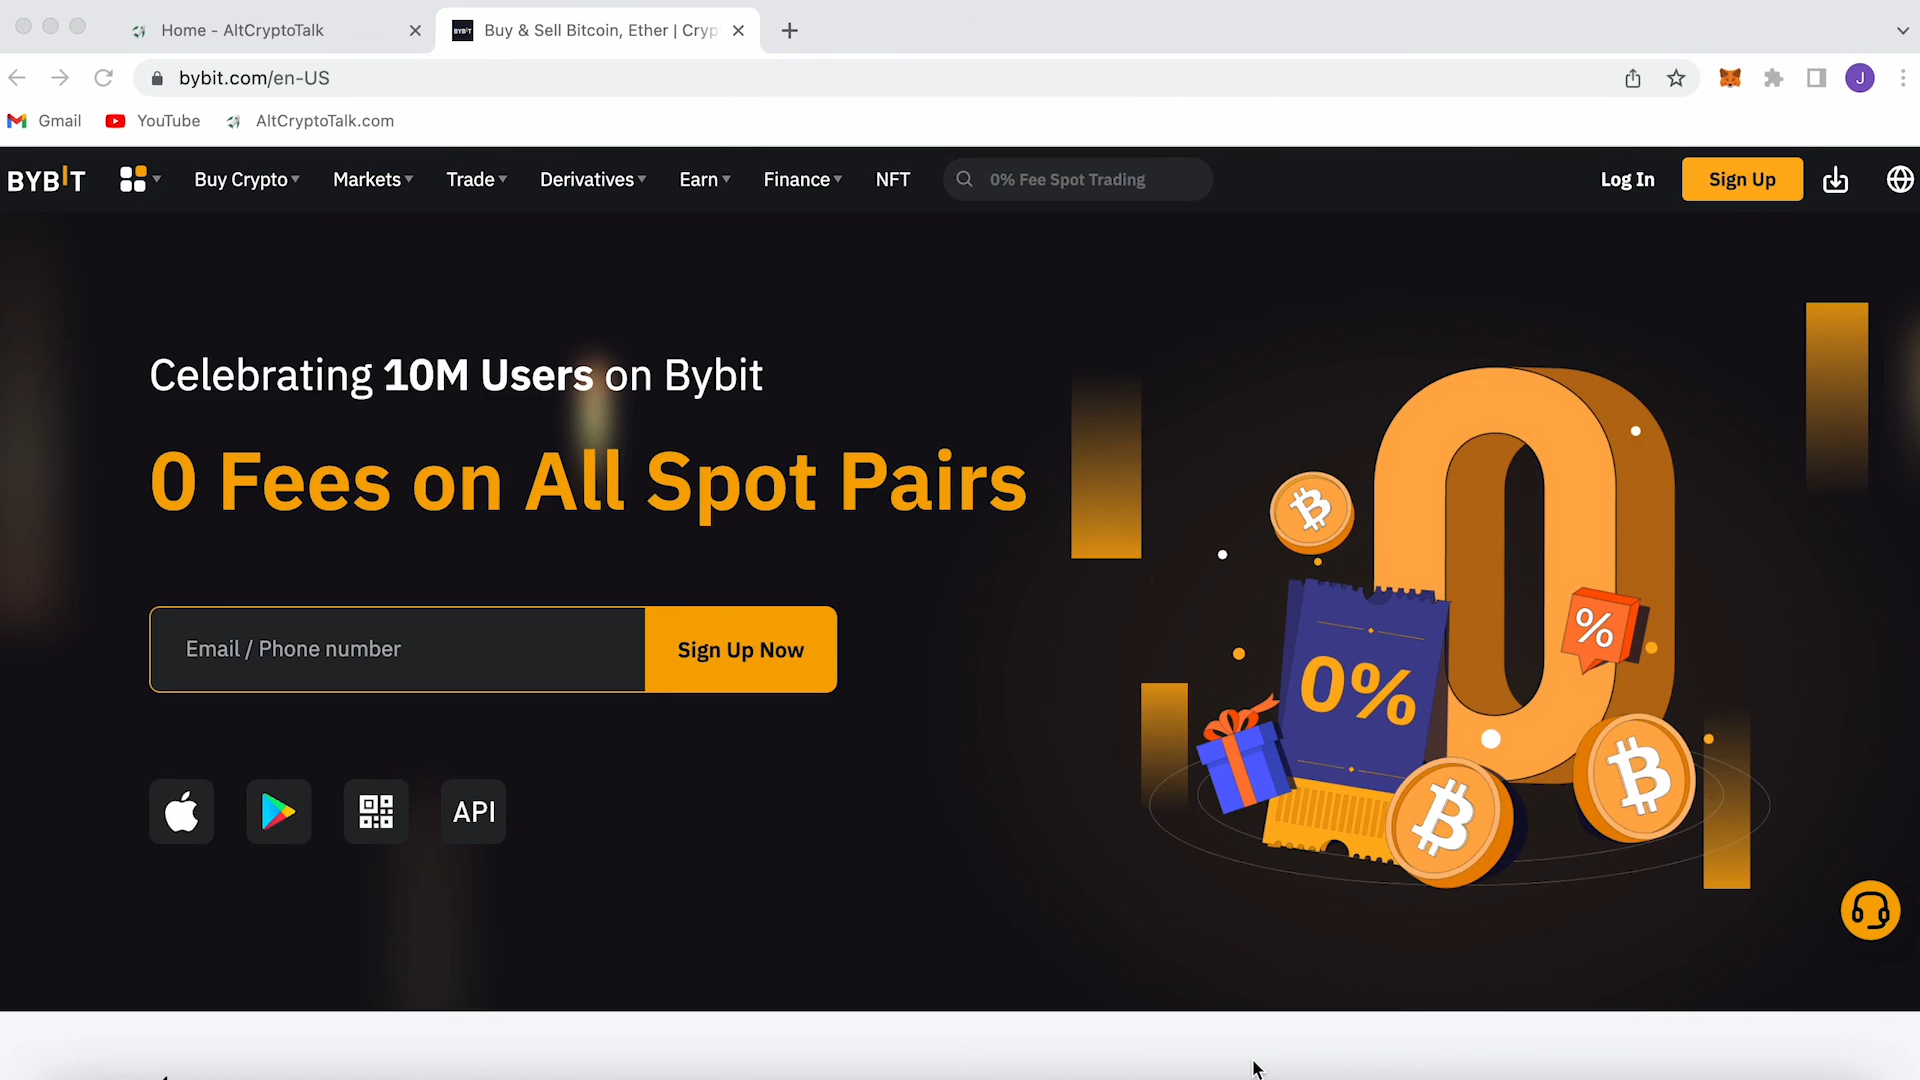 Home - AltCryptoTalk
BYBIT Buy & Sell Bitcoin, Ether | Cryp
bybit.com/en-US
J
Gmail YouTube AltCryptoTalk.com
BYBIT Buy Crypto Markets Trade Derivatives Earn Finance NFT 0% Fee Spot Trading Log In Sign Up
Celebrating 10M Users on Bybit
0 Fees on All Spot Pairs
Email / Phone number Sign Up Now
API
0
%
0%